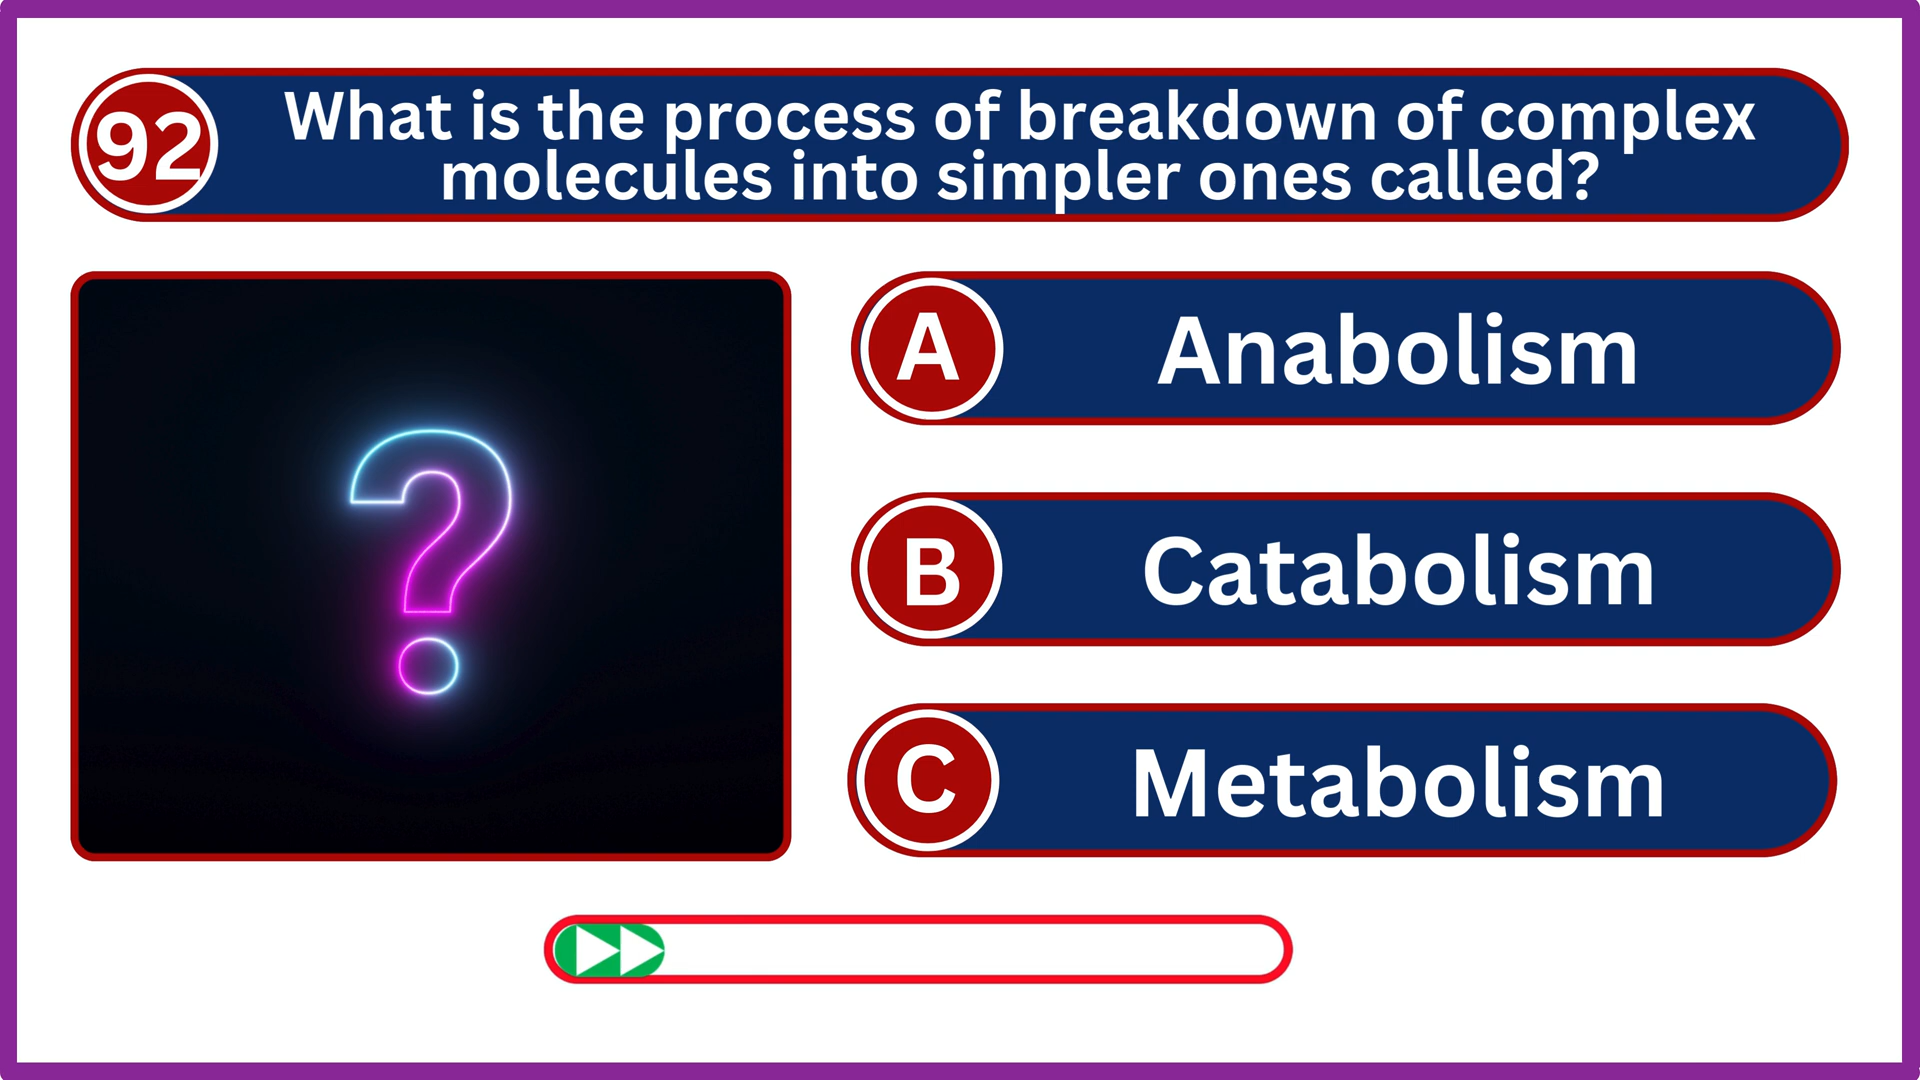 92
What is the process of breakdown of complex
molecules into simpler ones called?
A
Anabolism
B
Catabolism
C
Metabolism